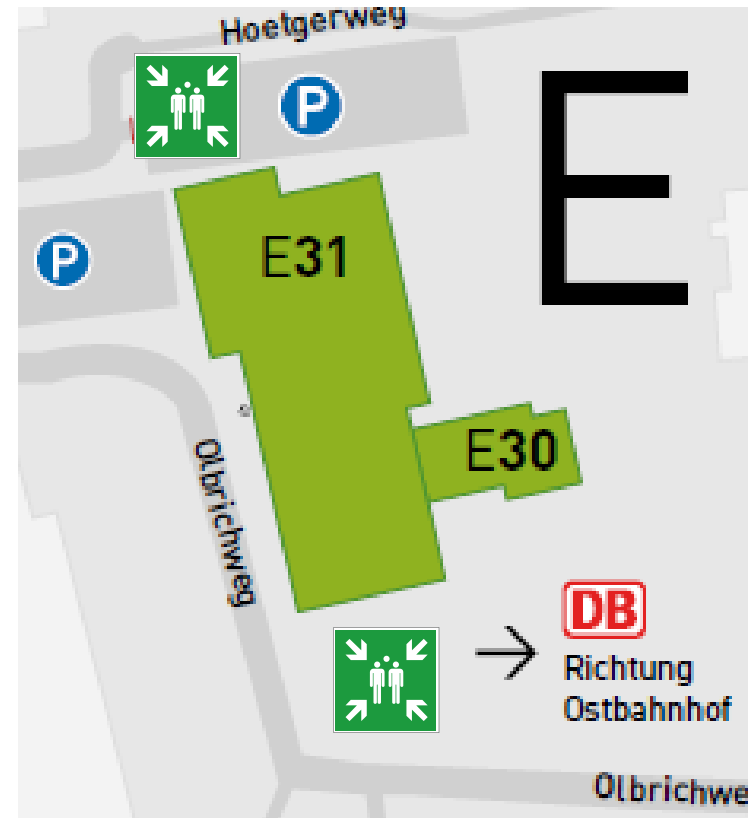 Hoetgerweg
P
E
P
E31
E30
Olbrichweg
DB
Richtung
Ostbahnhof
Olbrichwe